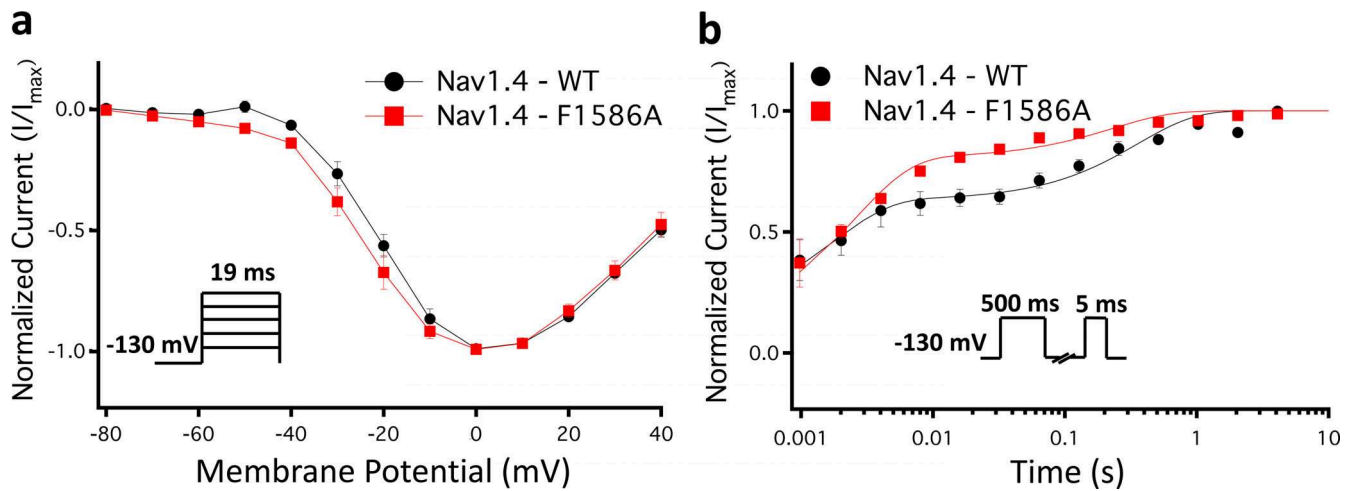 a
Normalized Current (I/Imax)
0.0
-0.5
-1.0
Nav1.4 - WT
Nav1.4 - F1586A
19 ms
-130 mV
-80
-60
-40
-20
0
20
40
Membrane Potential (mV)
b
Normalized Current (I/Imax)
1.0
0.5
0.0
Nav1.4 - WT
Nav1.4 - F1586A
500 ms
5 ms
-130 mV
0.001
0.01
0.1
1
10
Time (s)